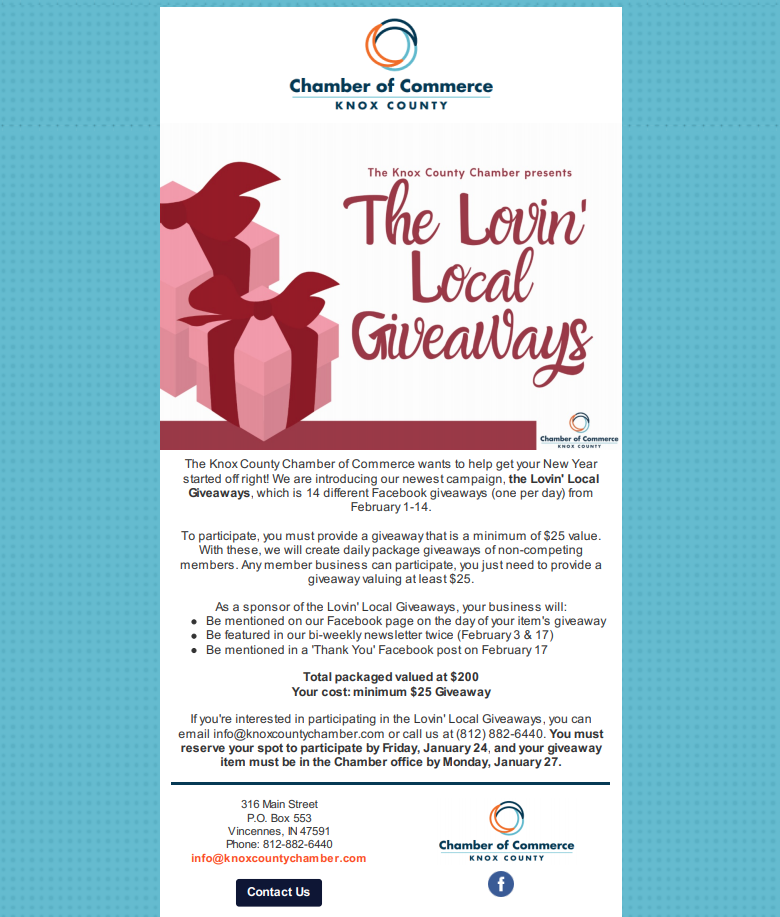 Chamber of Commerce
KNOX COUNTY
The Knox County Chamber presents
The Lovin'
Local
Giveaways
Chamber of Commerce
KNOX COUNTY
The Knox County Chamber of Commerce wants to help get your New Year
started off right! We are introducing our newest campaign, the Lovin' Local
Giveaways, which is 14 different Facebook giveaways (one per day) from
February 1-14.
To participate, you must provide a giveaway that is a minimum of $25 value.
With these, we will create daily package giveaways of non-competing
members. Any member business can participate, you just need to provide a
giveaway valuing at least $25.
As a sponsor of the Lovin' Local Giveaways, your business will:
● Be mentioned on our Facebook page on the day of your item's giveaway
● Be featured in our bi-weekly newsletter twice (February 3 & 17)
● Be mentioned in a 'Thank You' Facebook post on February 17
Total packaged valued at $200
Your cost: minimum $25 Giveaway
If you're interested in participating in the Lovin' Local Giveaways, you can
email info@knoxcountychamber.com or call us at (812) 882-6440. You must
reserve your spot to participate by Friday, January 24, and your giveaway
item must be in the Chamber office by Monday, January 27.
316 Main Street
P.O. Box 553
Vincennes, IN 47591
Phone: 812-882-6440
info@knoxcountychamber.com
Contact Us
Chamber of Commerce
KNOX COUNTY
f